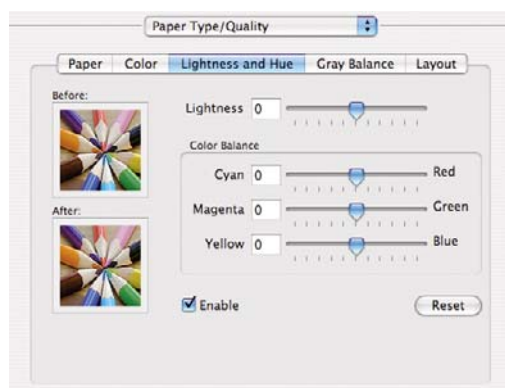 Paper Type/Quality
Paper Color Lightness and Hue Gray Balance Layout
Before:
Lightness 0
Color Balance
Cyan 0 Red
Magenta 0 Green
After:
Yellow 0 Blue
Enable Reset